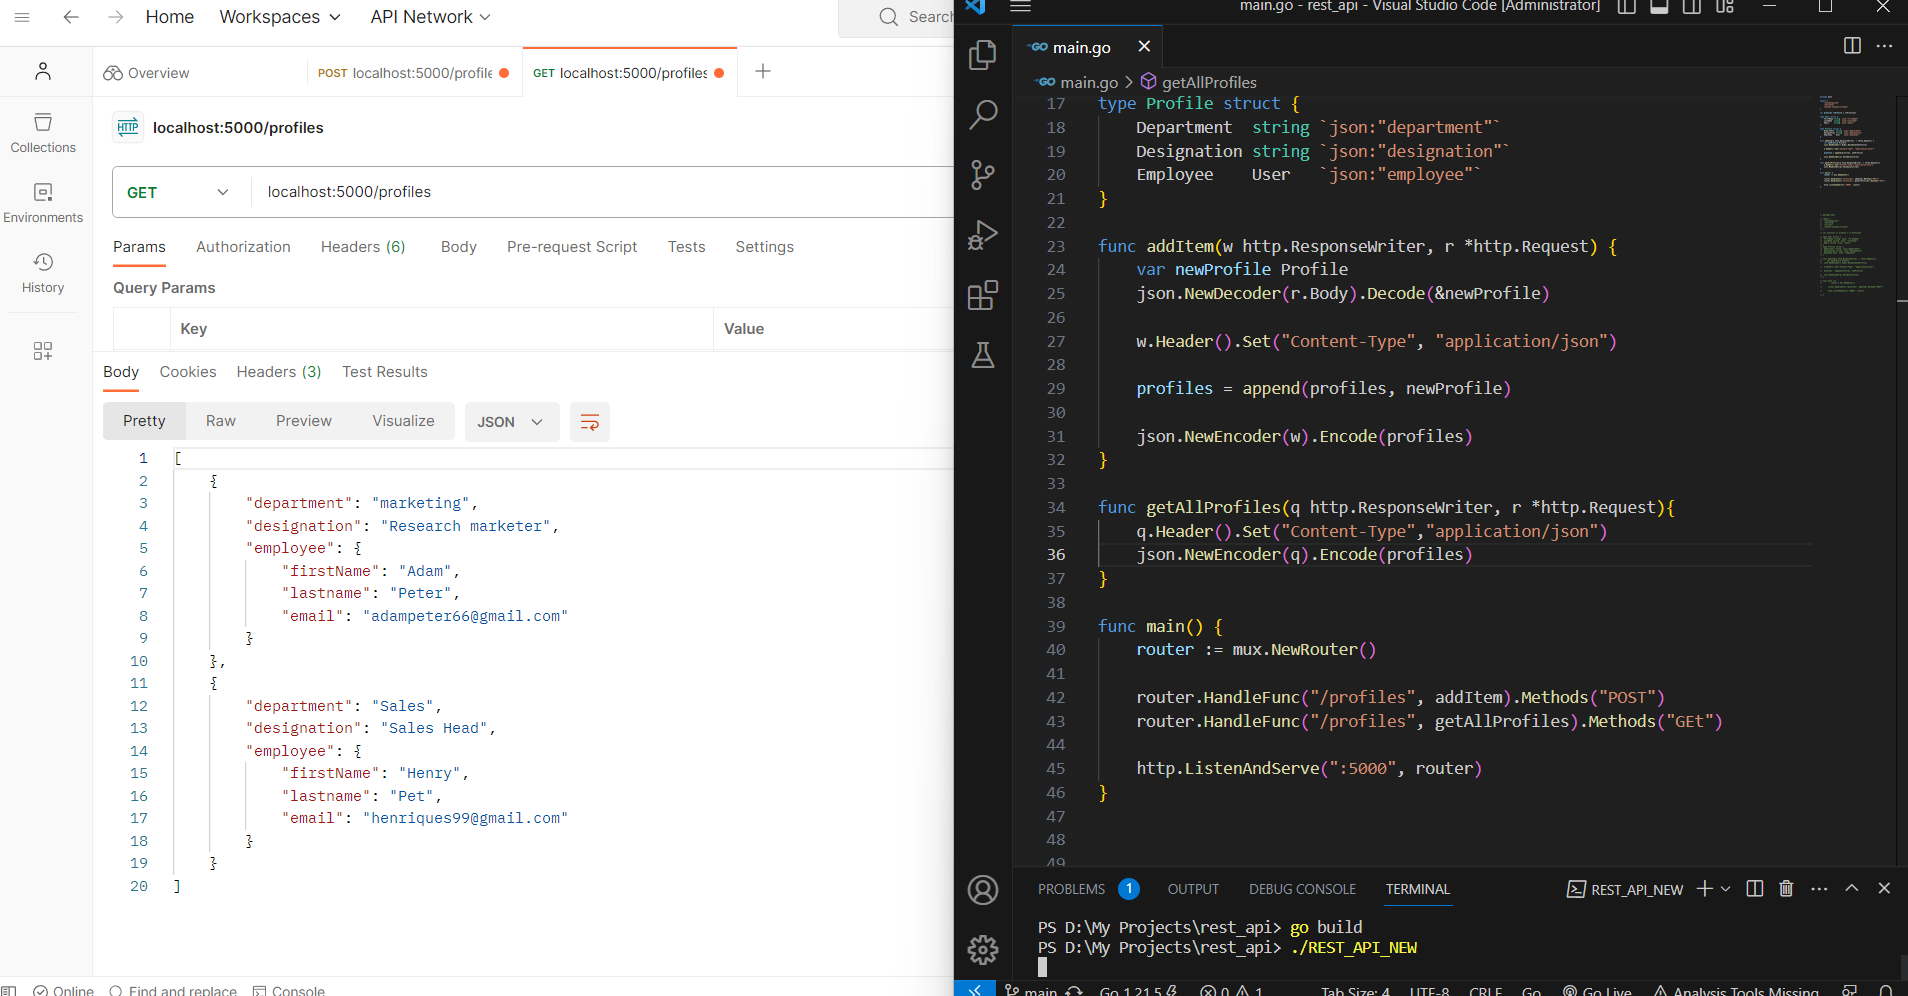 Home Workspaces API Network Search
Overview
POST localhost:5000/profile
GET localhost:5000/profiles
Collections
Environments
History
HTTP localhost:5000/profiles
GET localhost:5000/profiles
Params Authorization Headers (6) Body Pre-request Script Tests Settings
Query Params
Key Value
Body Cookies Headers (3) Test Results
Pretty Raw Preview Visualize JSON
1 [
2 {
3 "department": "marketing",
4 "designation": "Research marketer",
5 "employee": {
6 "firstName": "Adam",
7 "lastname": "Peter",
8 "email": "adampeter66@gmail.com"
9 }
10 },
11 {
12 "department": "Sales",
13 "designation": "Sales Head",
14 "employee": {
15 "firstName": "Henry",
16 "lastname": "Pet",
17 "email": "henriques99@gmail.com"
18 }
19 }
20 ]
Online Find and replace Console
main.go - rest_api - Visual Studio Code [Administrator]
GO main.go
GO main.go > getAllProfiles
17 type Profile struct {
18 Department string `json:"department"`
19 Designation string `json:"designation"`
20 Employee User `json:"employee"`
21 }
22
23 func addItem(w http.ResponseWriter, r *http.Request) {
24 var newProfile Profile
25 json.NewDecoder(r.Body).Decode(&newProfile)
26
27 w.Header().Set("Content-Type", "application/json")
28
29 profiles = append(profiles, newProfile)
30
31 json.NewEncoder(w).Encode(profiles)
32 }
33
34 func getAllProfiles(q http.ResponseWriter, r *http.Request){
35 q.Header().Set("Content-Type","application/json")
36 json.NewEncoder(q).Encode(profiles)
37 }
38
39 func main() {
40 router := mux.NewRouter()
41
42 router.HandleFunc("/profiles", addItem).Methods("POST")
43 router.HandleFunc("/profiles", getAllProfiles).Methods("GEt")
44
45 http.ListenAndServe(":5000", router)
46 }
47
48
49
PROBLEMS 1 OUTPUT DEBUG CONSOLE TERMINAL REST_API_NEW
PS D:\My Projects\rest_api> go build
PS D:\My Projects\rest_api> ./REST_API_NEW
main Go 1.21.5 0 1 Tab Size: 4 UTF-8 CRLF Go Go Live Analysis Tools Missing